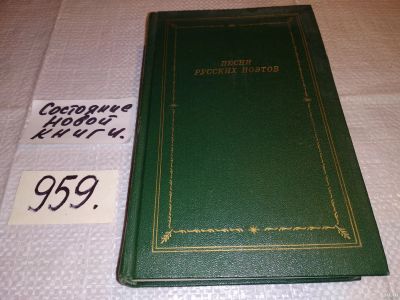 ПЕСНИ
РУССКИХ ПОЭТОВ
Состояние
новой
книги.
959.